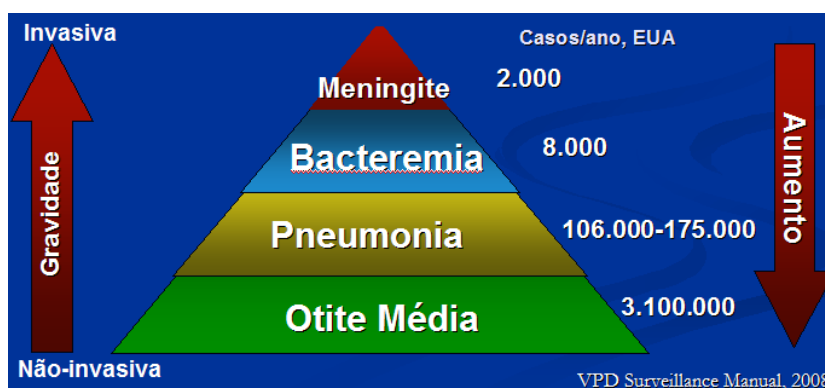 Invasiva
Casos/ano, EUA
Meningite
2.000
Bacteremia
8.000
Pneumonia
106.000-175.000
Otite Média
3.100.000
Gravidade
Aumento
Não-invasiva
VPD Surveillance Manual, 2008